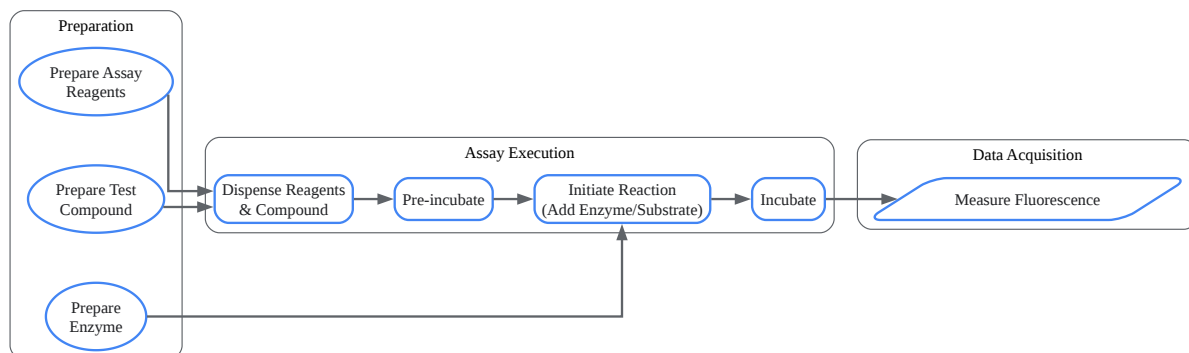 Preparation
Prepare Assay
Reagents
Prepare Test
Compound
Prepare
Enzyme
Assay Execution
Dispense Reagents
& Compound
Pre-incubate
Initiate Reaction
(Add Enzyme/Substrate)
Incubate
Data Acquisition
Measure Fluorescence